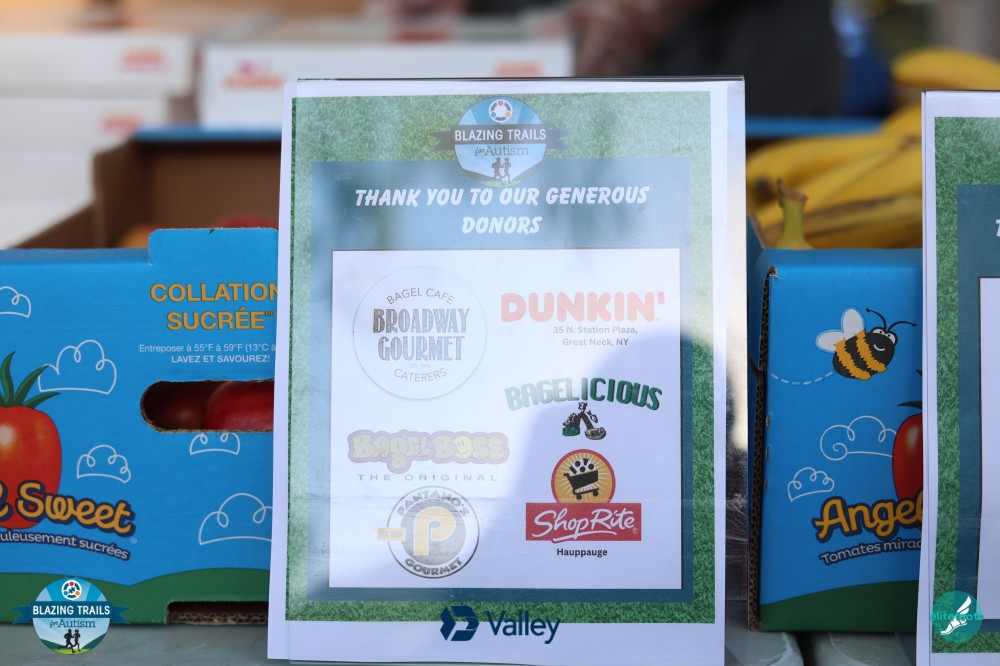 BLAZING TRAILS
for AUTISM
THANK YOU TO OUR GENEROUS
DONORS
BAGEL CAFE
BROADWAY
GOURMET
CATERERS
DUNKIN'
35 N. Station Plaza,
Great Neck, NY
BAGELICIOUS
Bagel Boss
THE ORIGINAL
PANTANO'S
P
GOURMET
ShopRite
Hauppauge
Valley
COLLATION
SUCRÉE
Entreposer à 55°F à 59°F (13°C à
LAVEZ ET SAVOUREZ!
Sweet
uleusement sucrées
Angel
Tomates mirac
BLAZING TRAILS
for AUTISM